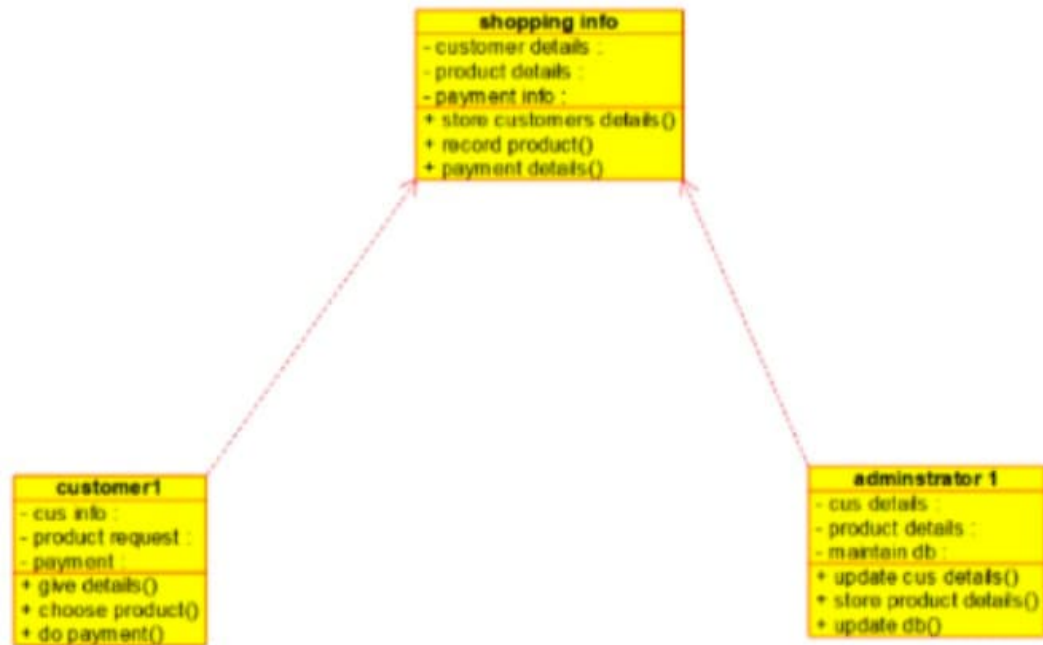 shopping info
- customer details :
- product details :
- payment info :
+ store customers details()
+ record product()
+ payment details()
customer1
- cus info :
- product request :
- payment :
+ give details()
+ choose product()
+ do payment()
adminstrator 1
- cus details :
- product details :
- maintain db :
+ update cus details()
+ store product details()
+ update db()